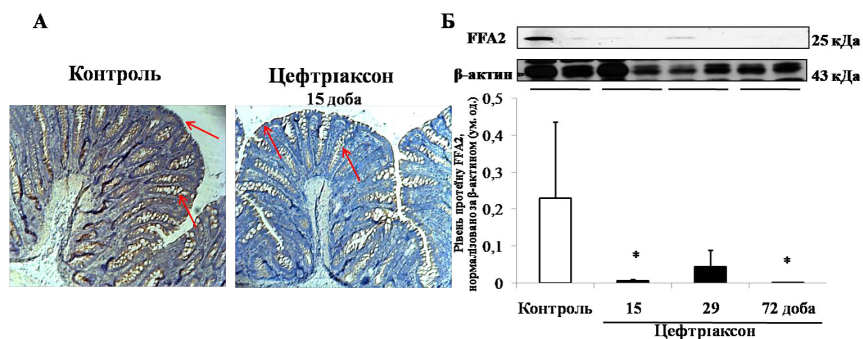 А
Контроль
Цефтріаксон
15 доба
Б
FFA2
25 кДа
β-актин
43 кДа
Рівень протеїну FFA2,
нормалізовано за β-актином (ум. од.)
0,5
0,4
0,3
0,2
0,1
0
*
*
Контроль
15
29
72 доба
Цефтріаксон